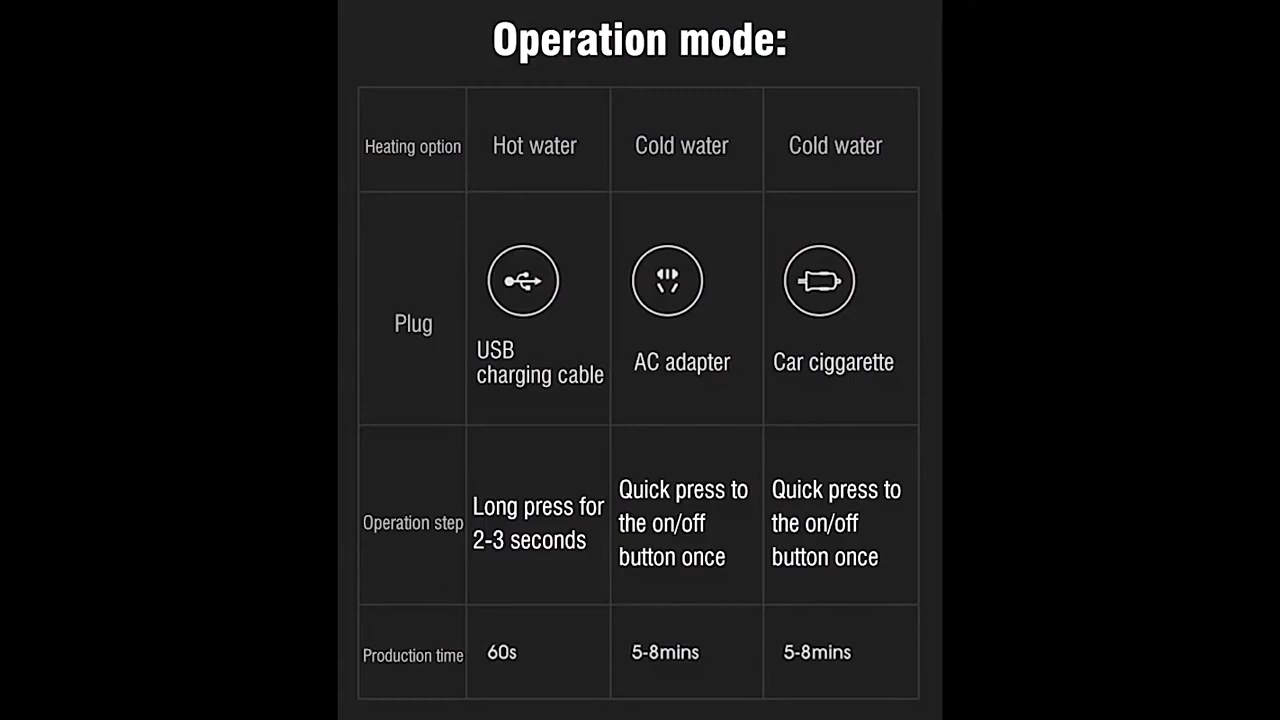 Operation mode:
Heating option
Hot water
Cold water
Cold water
Plug
USB
charging cable
AC adapter
Car ciggarette
Operation step
Long press for
2-3 seconds
Quick press to
the on/off
button once
Quick press to
the on/off
button once
Production time
60s
5-8mins
5-8mins